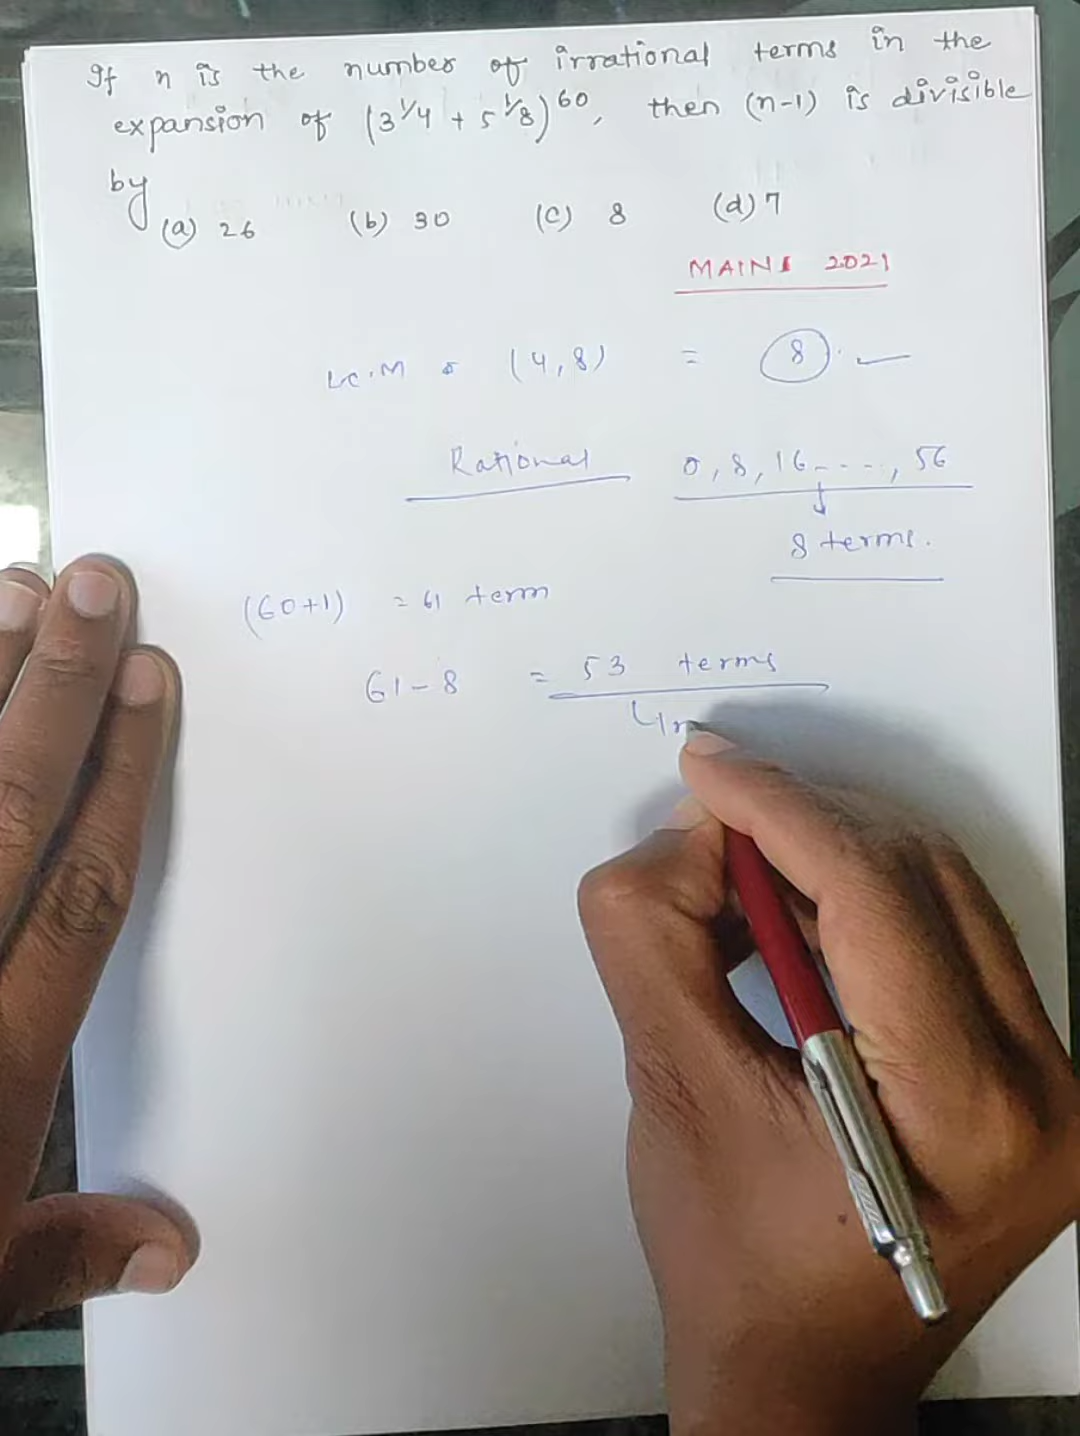 If n is the number of irrational terms in the
expansion of (3^1/4 + 5^1/8)^60, then (n-1) is divisible
by
(a) 26 (b) 30 (c) 8 (d) 7
MAINS 2021
L.C.M (4,8) = 8
Rational 0, 8, 16 - - - -, 56
8 terms.
(60+1) = 61 term
61-8 = 53 terms